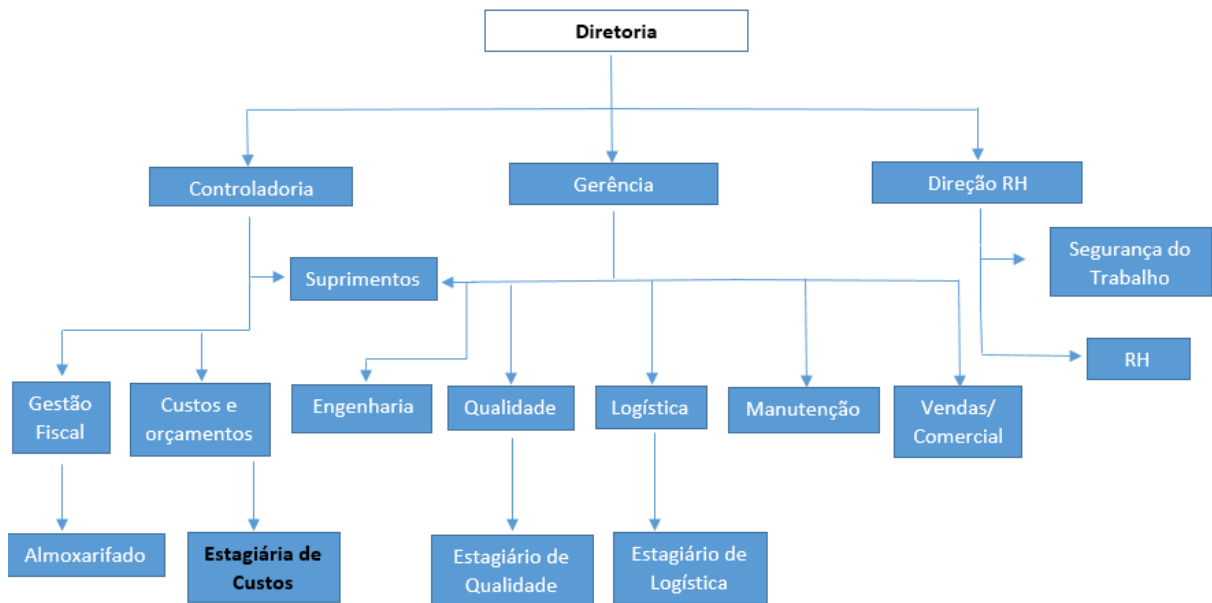 Diretoria
Controladoria
Gerência
Direção RH
Segurança do
Trabalho
Suprimentos
RH
Gestão
Fiscal
Custos e
orçamentos
Engenharia
Qualidade
Logística
Manutenção
Vendas/
Comercial
Almoxarifado
Estagiária de
Custos
Estagiário de
Qualidade
Estagiário de
Logística